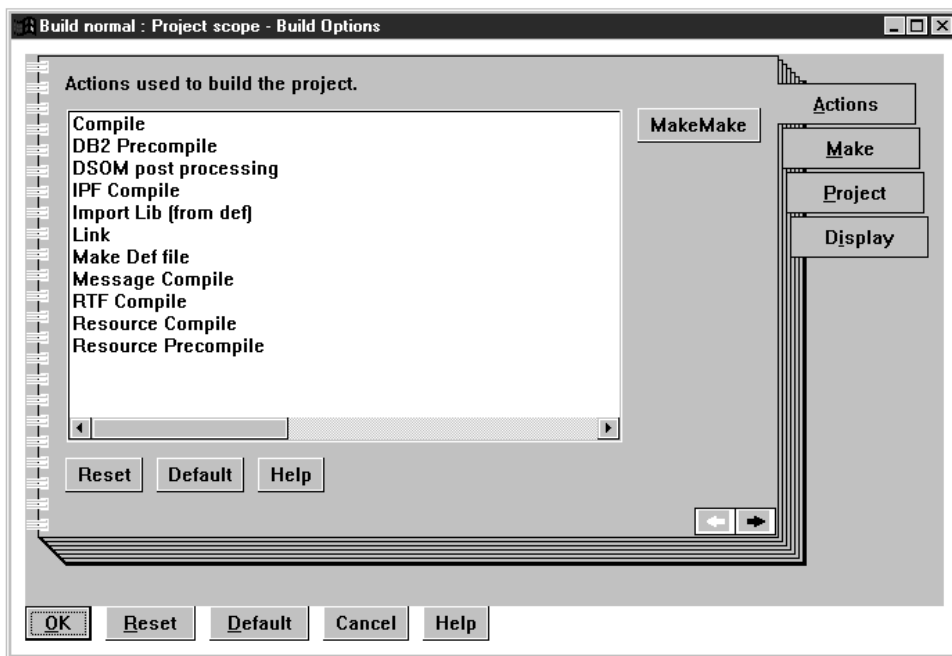 Build normal : Project scope - Build Options
Actions used to build the project.
Compile
DB2 Precompile
DSOM post processing
IPF Compile
Import Lib (from def)
Link
Make Def file
Message Compile
RTF Compile
Resource Compile
Resource Precompile
MakeMake
Actions
Make
Project
Display
Reset Default Help
OK Reset Default Cancel Help